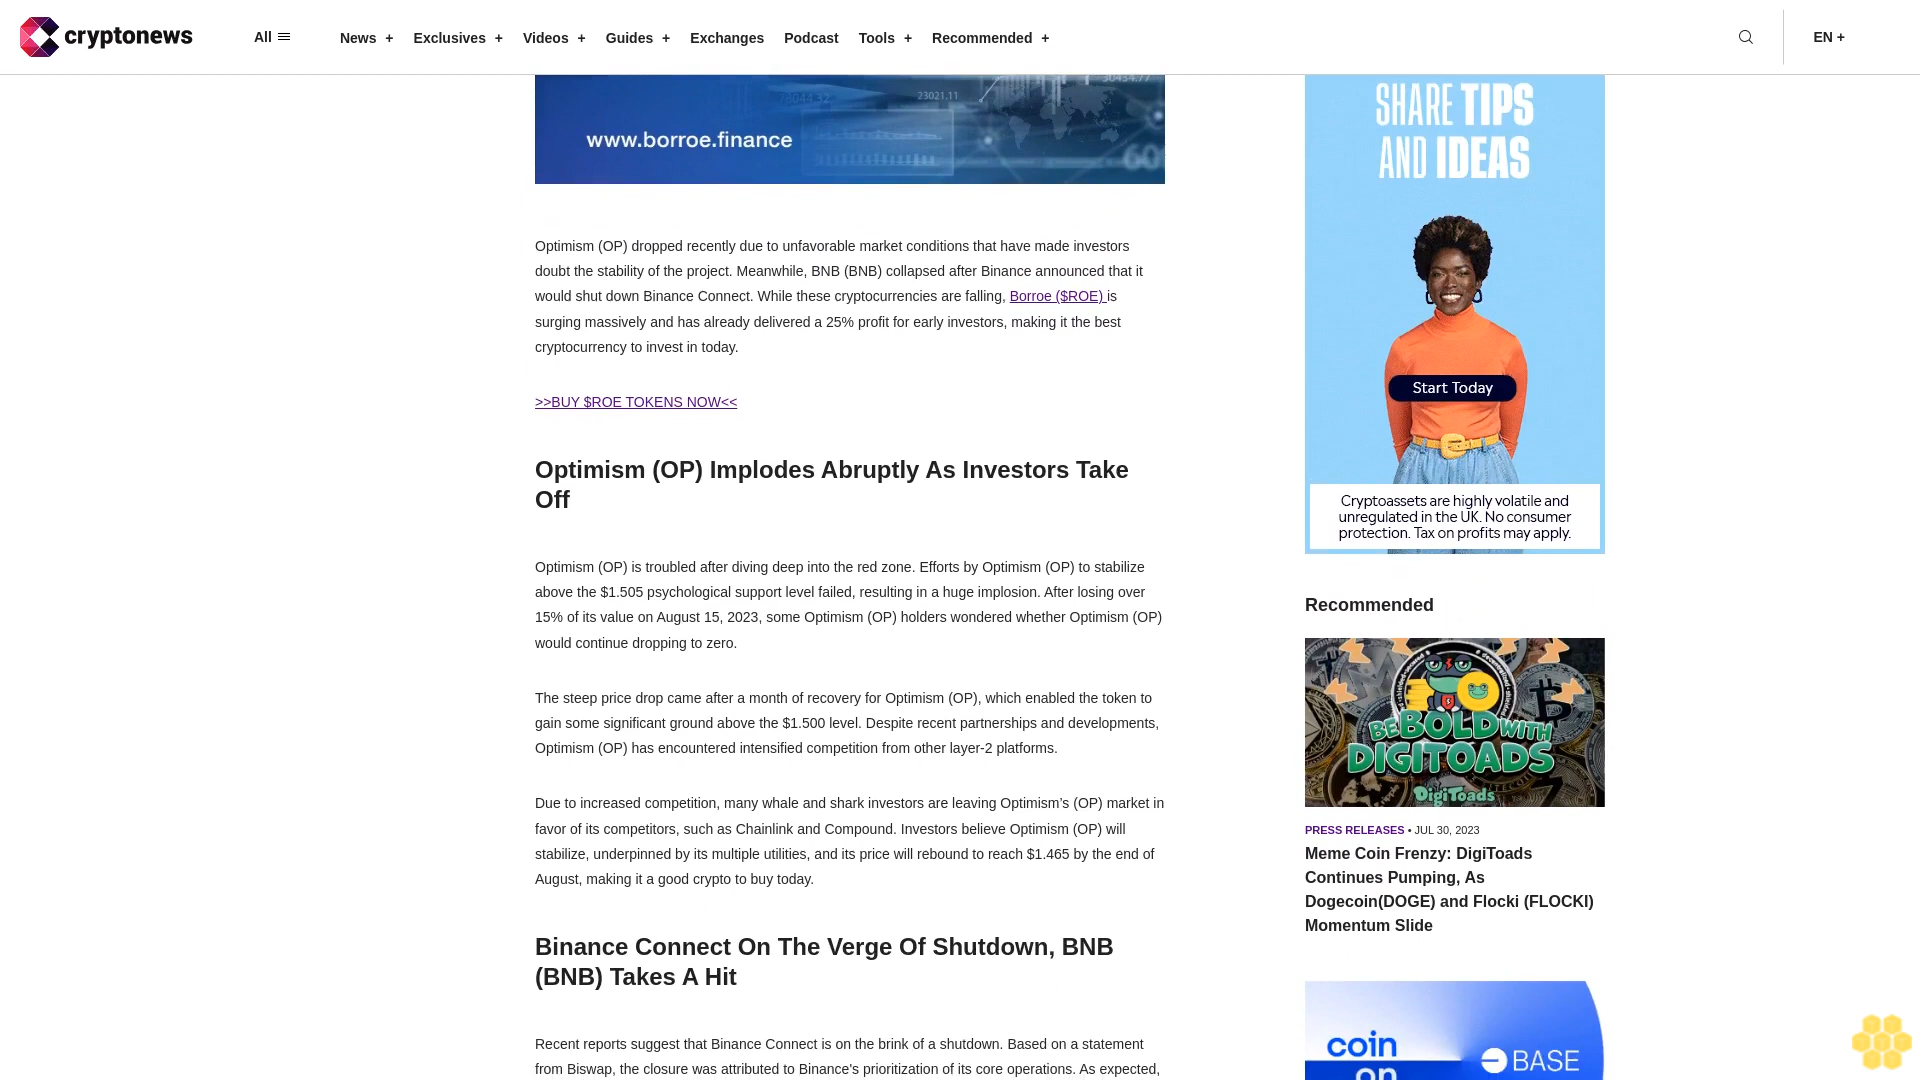 cryptonews
All
News +
Exclusives +
Videos +
Guides +
Exchanges
Podcast
Tools +
Recommended +
EN +
30434.77
28044.32
23021.11
www.borroe.finance
60
Optimism (OP) dropped recently due to unfavorable market conditions that have made investors
doubt the stability of the project. Meanwhile, BNB (BNB) collapsed after Binance announced that it
would shut down Binance Connect. While these cryptocurrencies are falling, Borroe ($ROE) is
surging massively and has already delivered a 25% profit for early investors, making it the best
cryptocurrency to invest in today.
>>BUY $ROE TOKENS NOW<<
Optimism (OP) Implodes Abruptly As Investors Take
Off
Optimism (OP) is troubled after diving deep into the red zone. Efforts by Optimism (OP) to stabilize
above the $1.505 psychological support level failed, resulting in a huge implosion. After losing over
15% of its value on August 15, 2023, some Optimism (OP) holders wondered whether Optimism (OP)
would continue dropping to zero.
The steep price drop came after a month of recovery for Optimism (OP), which enabled the token to
gain some significant ground above the $1.500 level. Despite recent partnerships and developments,
Optimism (OP) has encountered intensified competition from other layer-2 platforms.
Due to increased competition, many whale and shark investors are leaving Optimism’s (OP) market in
favor of its competitors, such as Chainlink and Compound. Investors believe Optimism (OP) will
stabilize, underpinned by its multiple utilities, and its price will rebound to reach $1.465 by the end of
August, making it a good crypto to buy today.
Binance Connect On The Verge Of Shutdown, BNB
(BNB) Takes A Hit
Recent reports suggest that Binance Connect is on the brink of a shutdown. Based on a statement
from Biswap, the closure was attributed to Binance's prioritization of its core operations. As expected,
SHARE TIPS
AND IDEAS
Start Today
Cryptoassets are highly volatile and
unregulated in the UK. No consumer
protection. Tax on profits may apply.
Recommended
BE BOLD WITH
DIGITOADS
DigiToads
PRESS RELEASES • JUL 30, 2023
Meme Coin Frenzy: DigiToads
Continues Pumping, As
Dogecoin(DOGE) and Flocki (FLOCKI)
Momentum Slide
coin
on
BASE